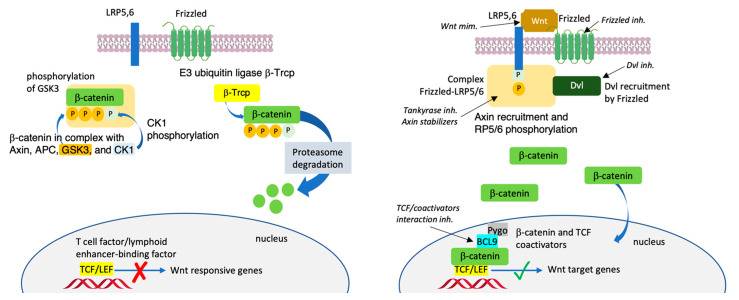 LRP5,6
Frizzled
phosphorylation
of GSK3
β-catenin
P P P P
β-catenin in complex with
Axin, APC, GSK3, and CK1
CK1
phosphorylation
E3 ubiquitin ligase β-Trcp
β-Trcp
β-catenin
P P P P
Proteasome
degradation
nucleus
T cell factor/lymphoid
enhancer-binding factor
TCF/LEF
Wnt responsive genes
LRP5,6
Wnt
Frizzled
Wnt mim.
Frizzled inh.
P
P
Complex
Frizzled-LRP5/6
Dvl
Dvl inh.
Dvl recruitment
by Frizzled
Tankyrase inh.
Axin stabilizers
Axin recruitment and
RP5/6 phosphorylation
β-catenin
β-catenin
β-catenin
TCF/coactivators
interaction inh.
Pygo
BCL9
β-catenin
TCF/LEF
β-catenin and TCF
coactivators
nucleus
Wnt target genes